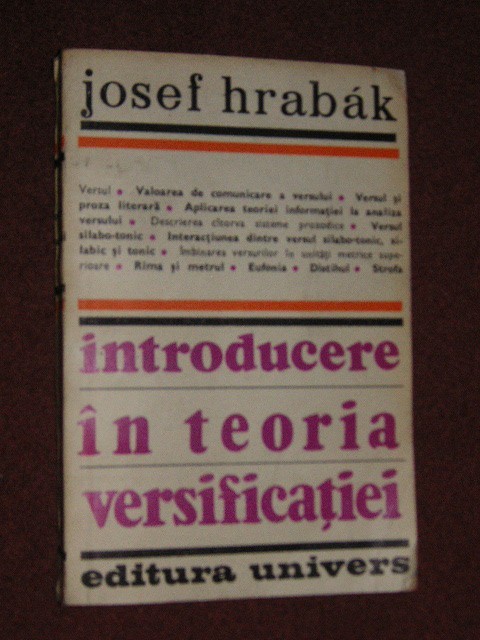 josef hrabák
Versul • Valoarea de comunicare a versului • Versul și
proza literară • Aplicarea teoriei informației la analiza
versului • Descrierea cîtorva sisteme prozodice • Versul
silabo-tonic • Interacțiunea dintre versul silabo-tonic, si-
labic și tonic • Îmbinarea versurilor în unități metrice supe-
rioare • Rima și metrul • Eufonia • Distihul • Strofa
introducere
în teoria
versificației
editura univers